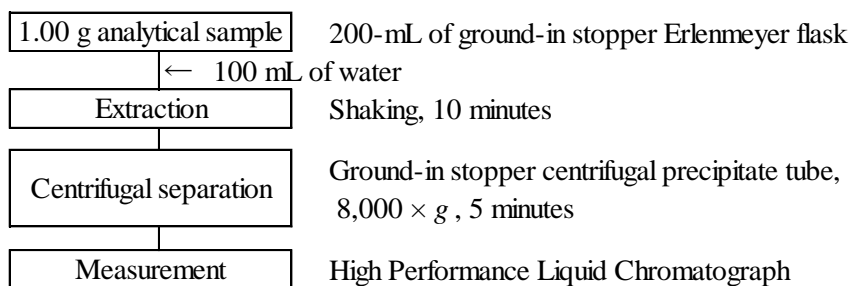 1.00 g analytical sample 200-mL of ground-in stopper Erlenmeyer flask
← 100 mL of water
Extraction Shaking, 10 minutes
Centrifugal separation Ground-in stopper centrifugal precipitate tube,
8,000 × g , 5 minutes
Measurement High Performance Liquid Chromatograph